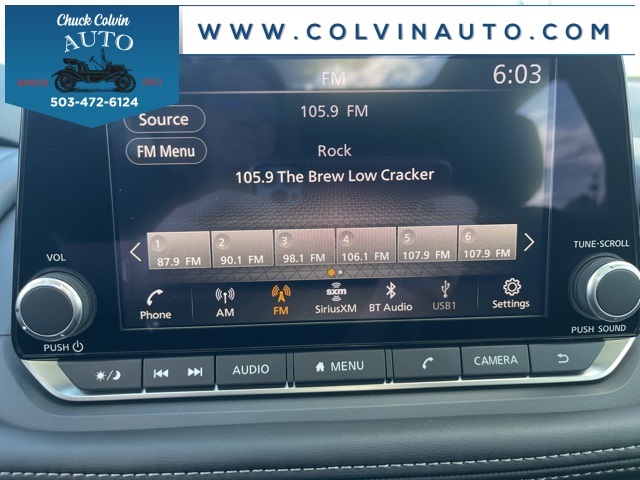 Chuck Colvin
AUTO
SINCE 1917
503-472-6124
WWW.COLVINAUTO.COM
FM
6:03
Source
105.9 FM
FM Menu
Rock
105.9 The Brew Low Cracker
1 2 3 4 5 6
87.9 FM 90.1 FM 98.1 FM 106.1 FM 107.9 FM 107.9 FM
VOL
TUNE·SCROLL
Phone AM FM SXM SiriusXM BT Audio USB1 Settings
PUSH
PUSH SOUND
AUDIO MENU CAMERA